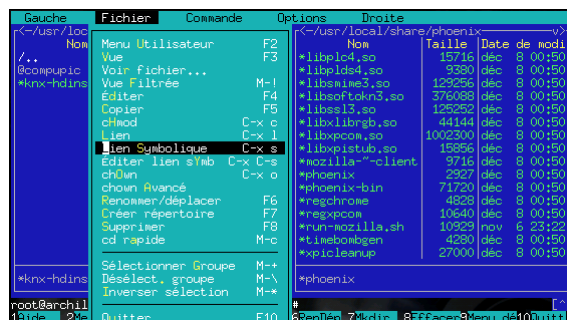 Gauche Fichier Commande Options Droite
<-/usr/loc <-/usr/local/share/phoenix v>
Nom Menu Utilisateur F2 Nom Taille Date de modi
/.. Vue F3 *libplc4.so 15716 déc 8 00:50
@compupic Voir fichier... *libplds4.so 9380 déc 8 00:50
*knx-hdins Vue Filtrée M-! *libsmime3.so 129256 déc 8 00:50
Éditer F4 *libsoftokn3.so 376088 déc 8 00:50
Copier F5 *libssl3.so 125252 déc 8 00:50
cHmod C-x c *libxlibrgb.so 44144 déc 8 00:50
Lien C-x l *libxpcom.so 1002300 déc 8 00:50
lien Symbolique C-x s *libxpistub.so 15856 déc 8 00:50
Éditer lien sYmb C-x C-s *mozilla-~-client 9716 déc 8 00:50
chOwn C-x o *phoenix 2927 déc 8 00:50
chown Avancé *phoenix-bin 71720 déc 8 00:50
Renommer/déplacer F6 *regchrome 4828 déc 8 00:50
Créer répertoire F7 *regxpcom 10640 déc 8 00:50
Supprimer F8 *run-mozilla.sh 10929 nov 6 23:22
cd rapide M-c *timebombgen 4280 déc 8 00:50
*xpicleanup 27000 déc 8 00:50
Sélectionner Groupe M-+
*knx-hdins Désélect. groupe M-\ *phoenix
Inverser sélection M-*
root@archil # [^
1Aide 2Me Quitter F10 6RenDép 7Mkdir 8Effacer 9Menu dé 10Quitt